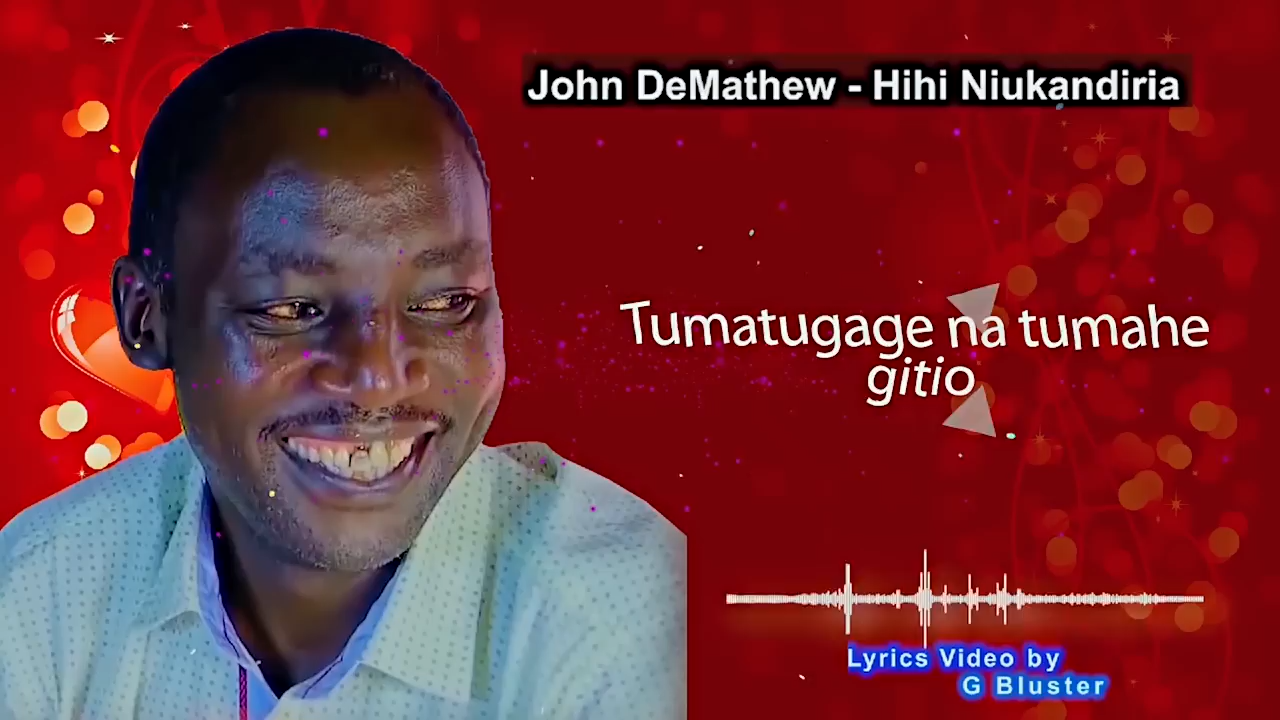 John DeMathew - Hihi Niukandiria
Tumatugage na tumahe
gitio
Lyrics Video by
G Bluster